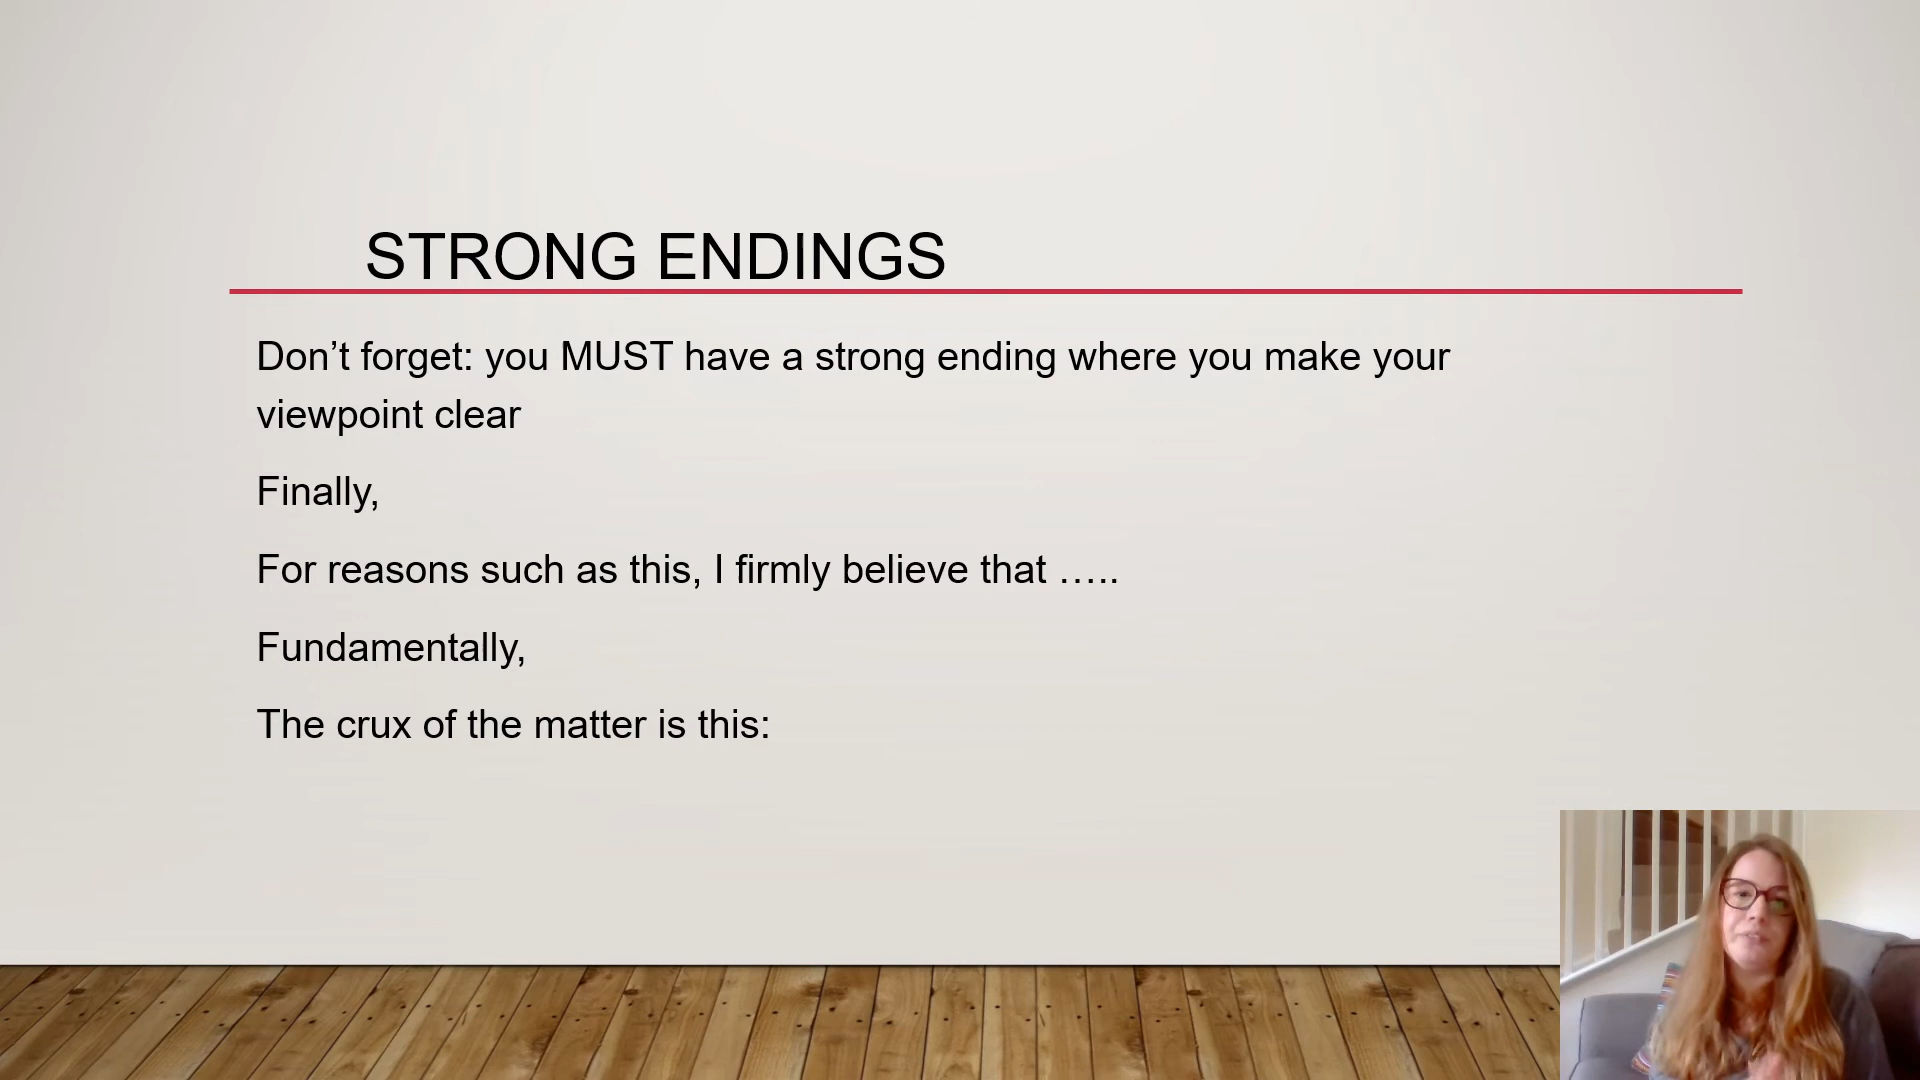 STRONG ENDINGS
Don’t forget: you MUST have a strong ending where you make your
viewpoint clear
Finally,
For reasons such as this, I firmly believe that …..
Fundamentally,
The crux of the matter is this: